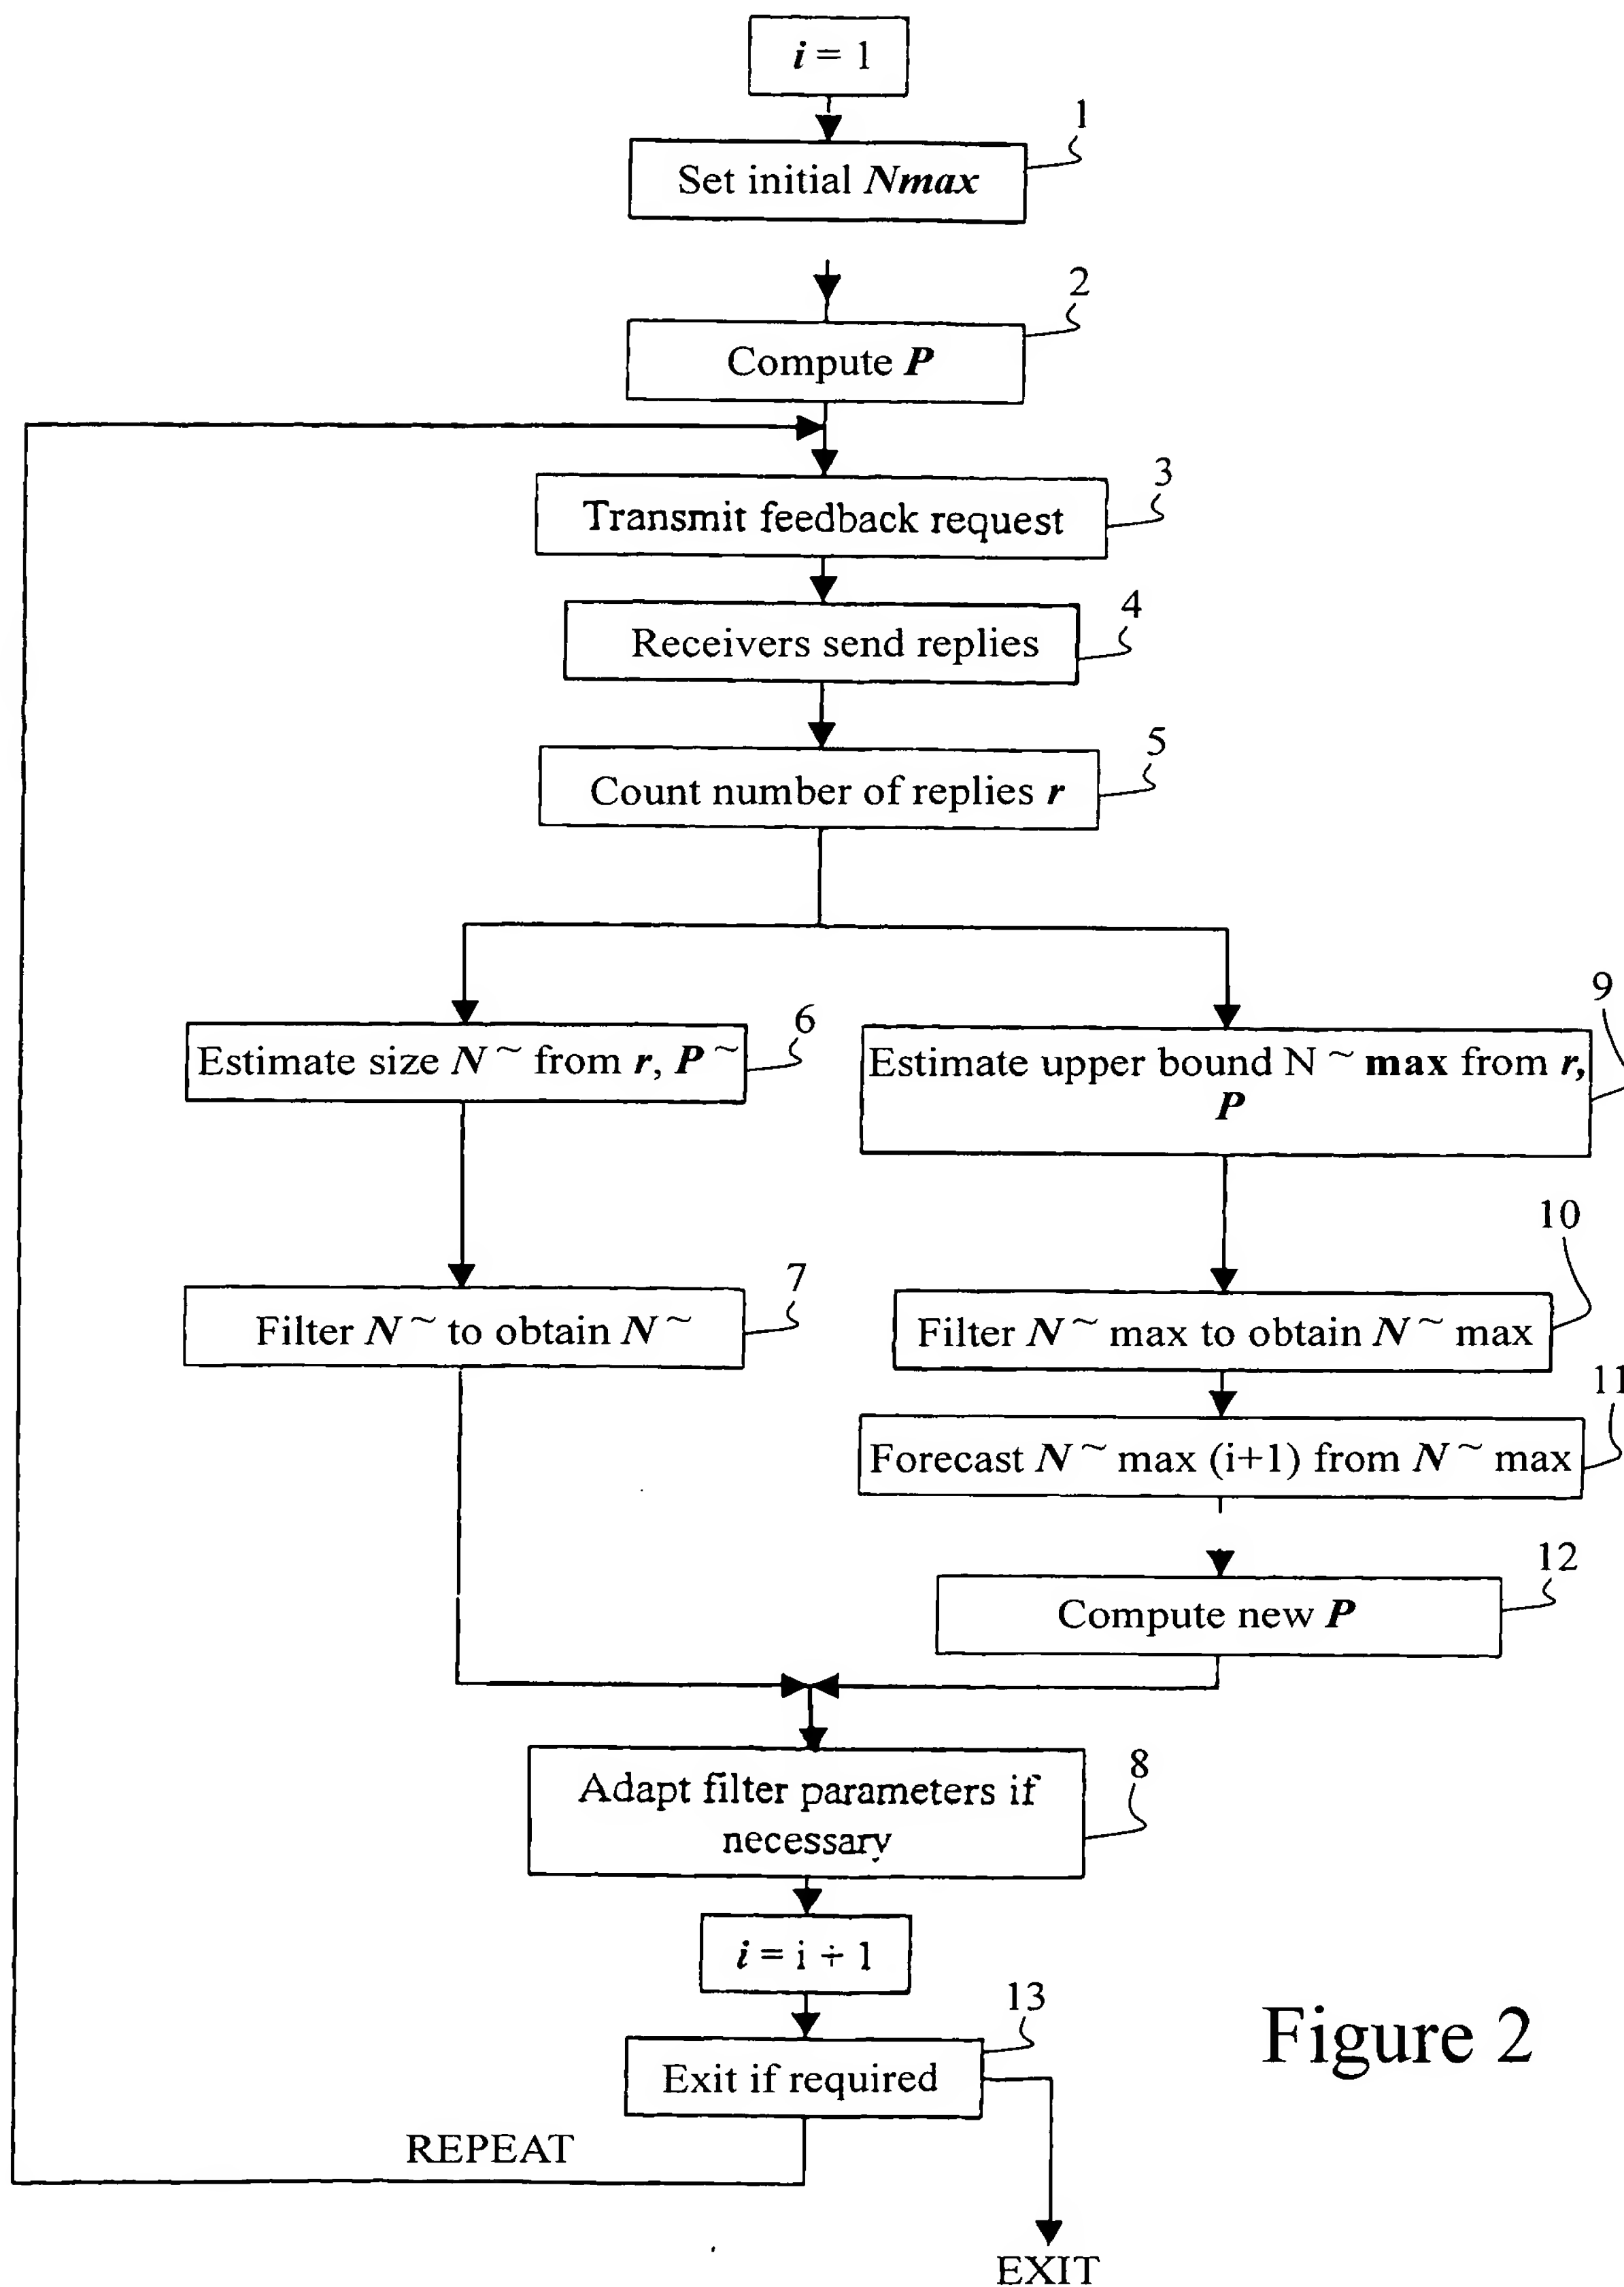 i = 1
1
Set initial Nmax
2
Compute P
3
Transmit feedback request
4
Receivers send replies
5
Count number of replies r
6
Estimate size N ~ from r, P ~
9
Estimate upper bound N ~ max from r,
P
7
Filter N ~ to obtain N ~
10
Filter N ~ max to obtain N ~ max
11
Forecast N ~ max (i+1) from N ~ max
12
Compute new P
8
Adapt filter parameters if
necessary
i = i + 1
13
Exit if required
REPEAT
EXIT
Figure 2